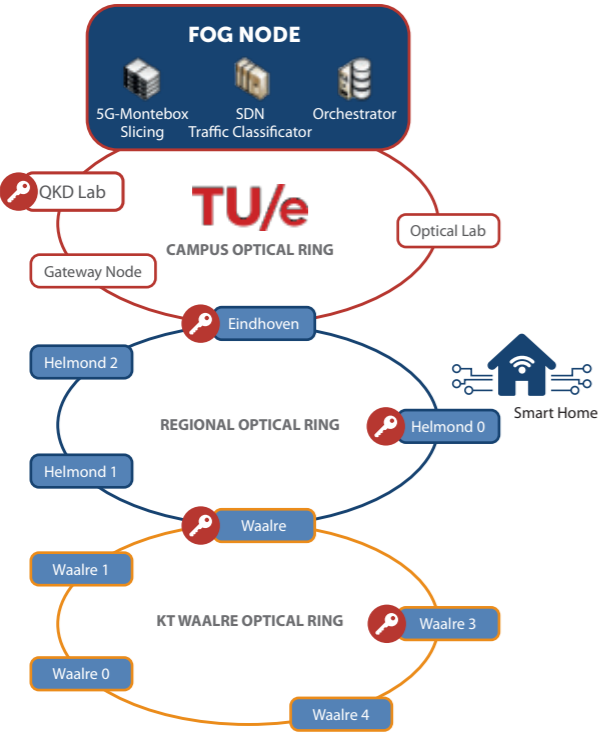 FOG NODE
5G-Montebox
Slicing
SDN
Traffic Classificator
Orchestrator
QKD Lab
TU/e
CAMPUS OPTICAL RING
Optical Lab
Gateway Node
Eindhoven
Helmond 2
REGIONAL OPTICAL RING
Helmond 0
Smart Home
Helmond 1
Waalre
Waalre 1
KT WAALRE OPTICAL RING
Waalre 3
Waalre 0
Waalre 4